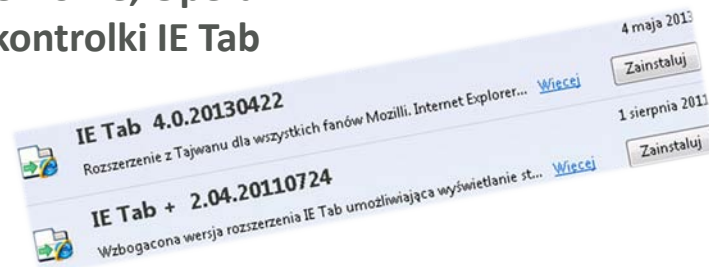 kontrolki IE Tab
4 maja 2013
IE Tab 4.0.20130422
Zainstaluj
Rozszerzenie z Tajwanu dla wszystkich fanów Mozilli. Internet Explorer... Więcej
1 sierpnia 2011
IE Tab + 2.04.20110724
Zainstaluj
Wzbogacona wersja rozszerzenia IE Tab umożliwiająca wyświetlanie st... Więcej